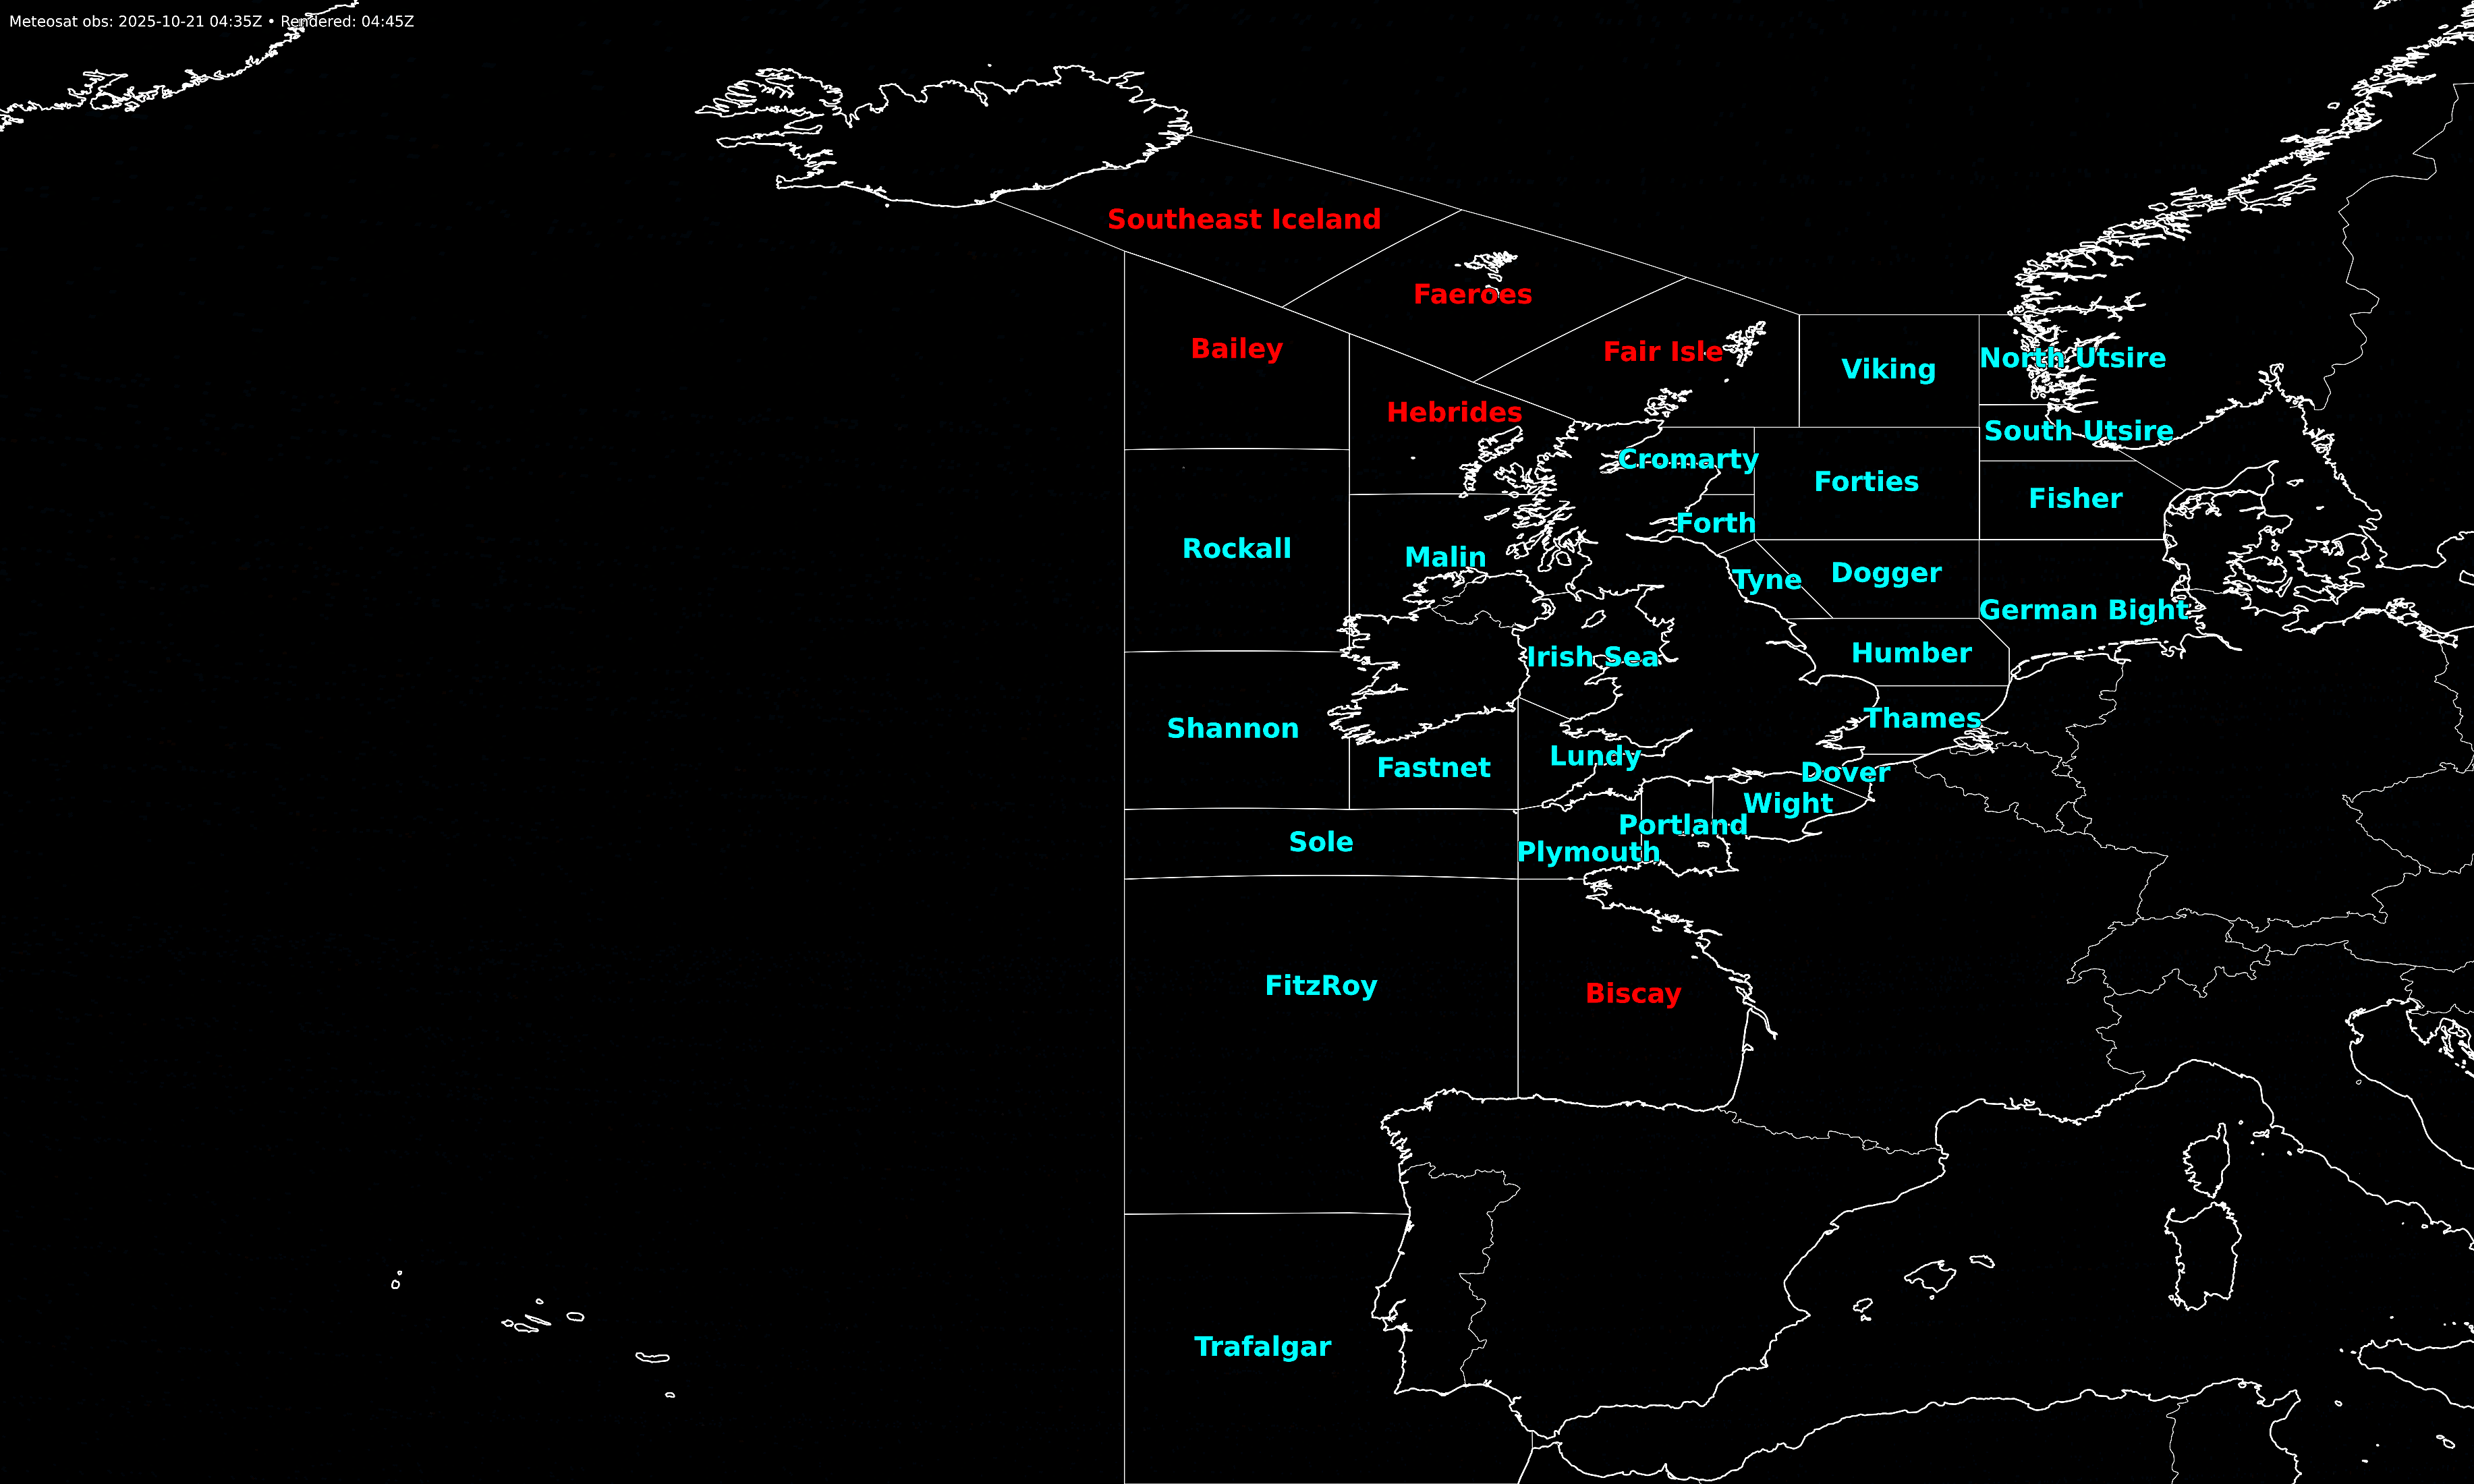 Meteosat obs: 2025-10-21 04:35Z • Rendered: 04:45Z
Southeast Iceland
Faeroes
Bailey
Fair Isle
Viking
North Utsire
Hebrides
South Utsire
Cromarty
Forties
Fisher
Forth
Rockall
Malin
Tyne
Dogger
German Bight
Irish Sea
Humber
Shannon
Thames
Fastnet
Lundy
Dover
Wight
Portland
Sole
Plymouth
FitzRoy
Biscay
Trafalgar